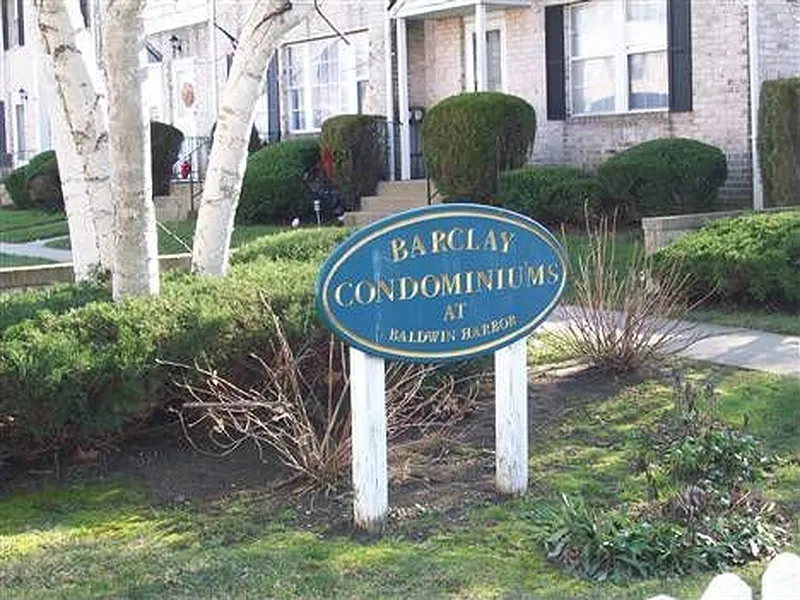 BARCLAY
CONDOMINIUMS
AT
BALDWIN HARBOR